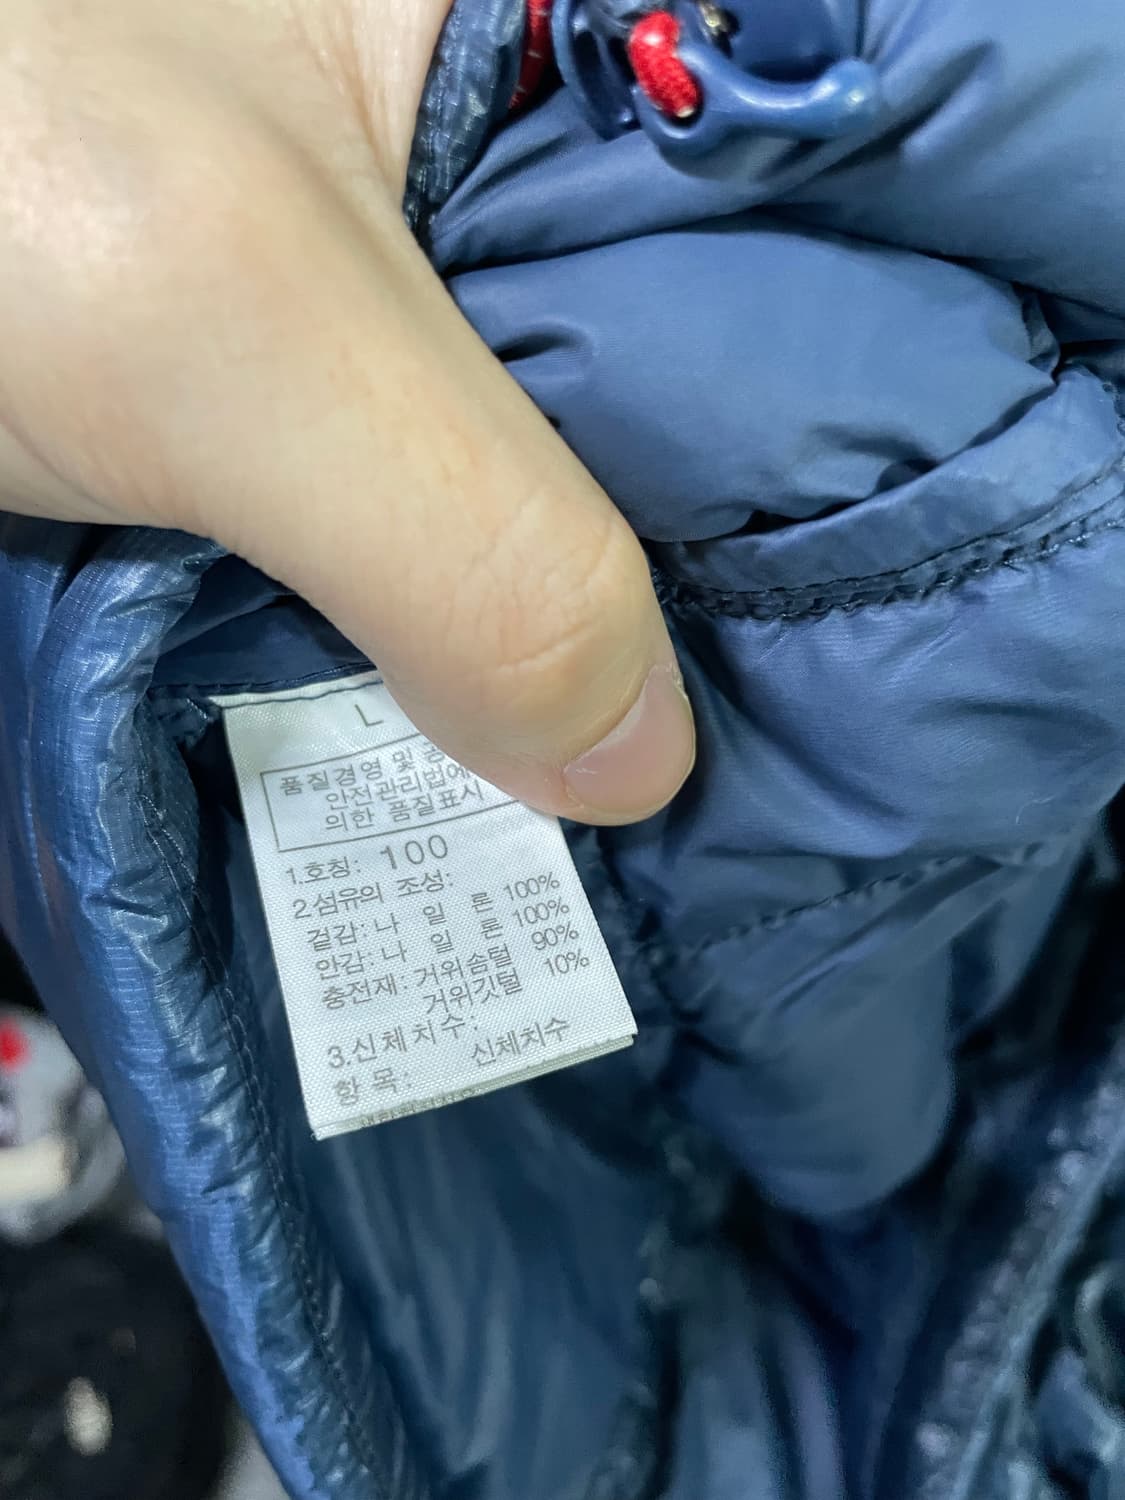 L
품질경영 및 공
안전관리법에
의한 품질표시
1.호칭: 100
2.섬유의 조성:
겉감: 나 일 론 100%
안감: 나 일 론 100%
충전재: 거위솜털 90%
거위깃털 10%
3.신체치수:
항 목: 신체치수